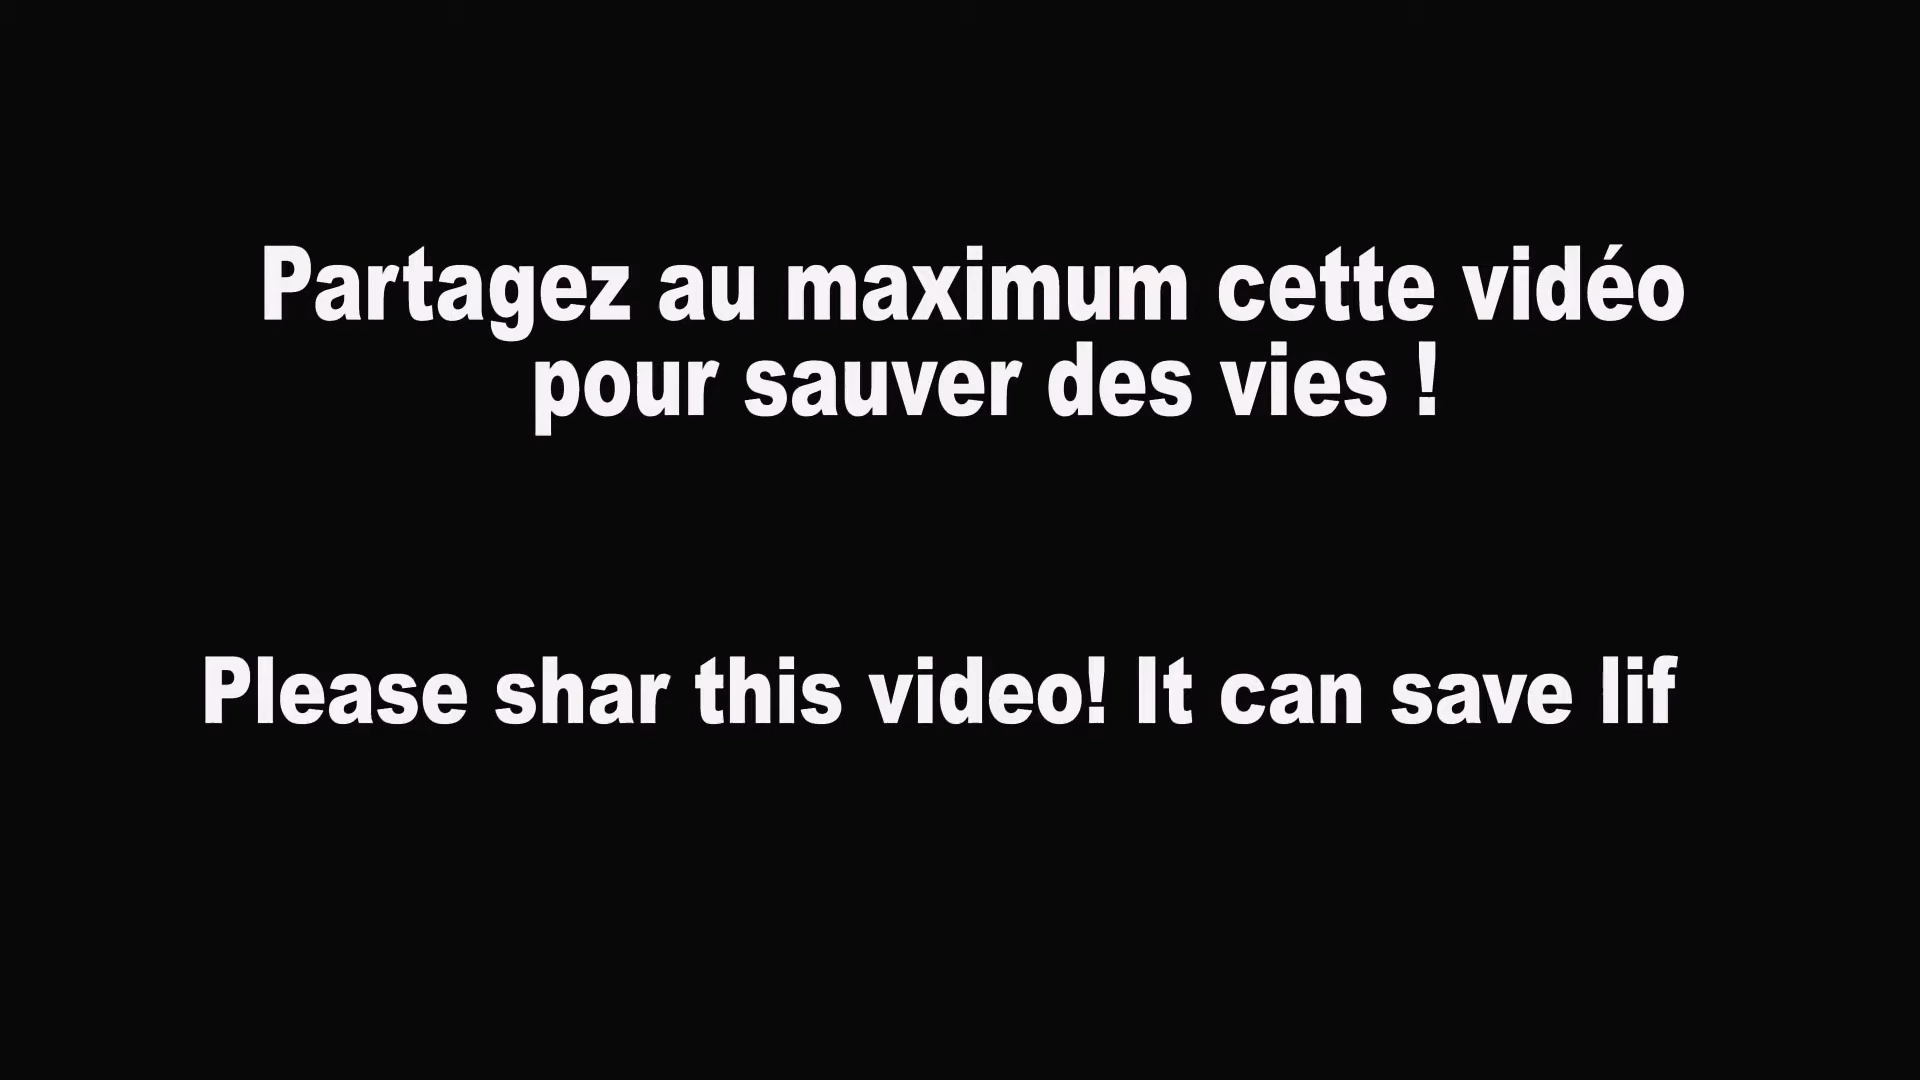 Partagez au maximum cette vidéo
pour sauver des vies !
Please shar this video! It can save lif